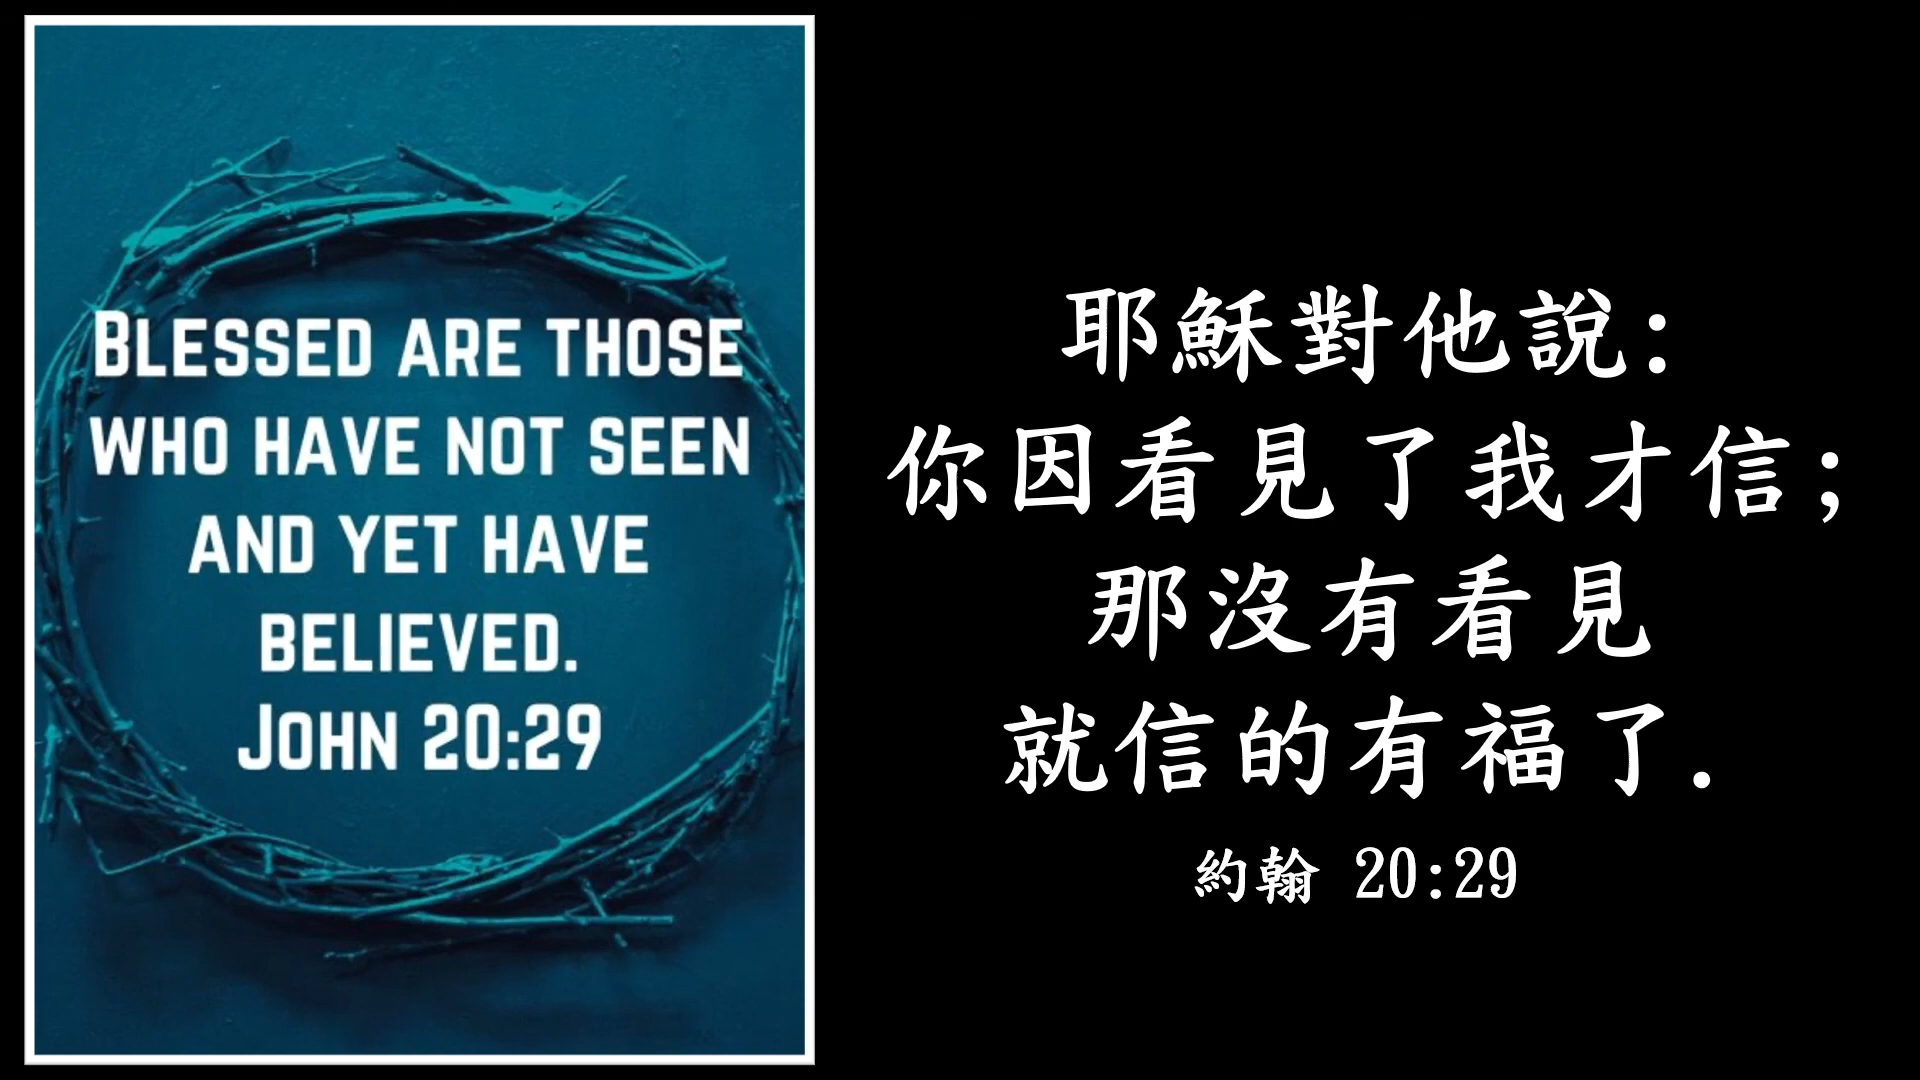 BLESSED ARE THOSE
WHO HAVE NOT SEEN
AND YET HAVE
BELIEVED.
JOHN 20:29
耶穌對他說:
你因看見了我才信;
那沒有看見
就信的有福了.
約翰 20:29